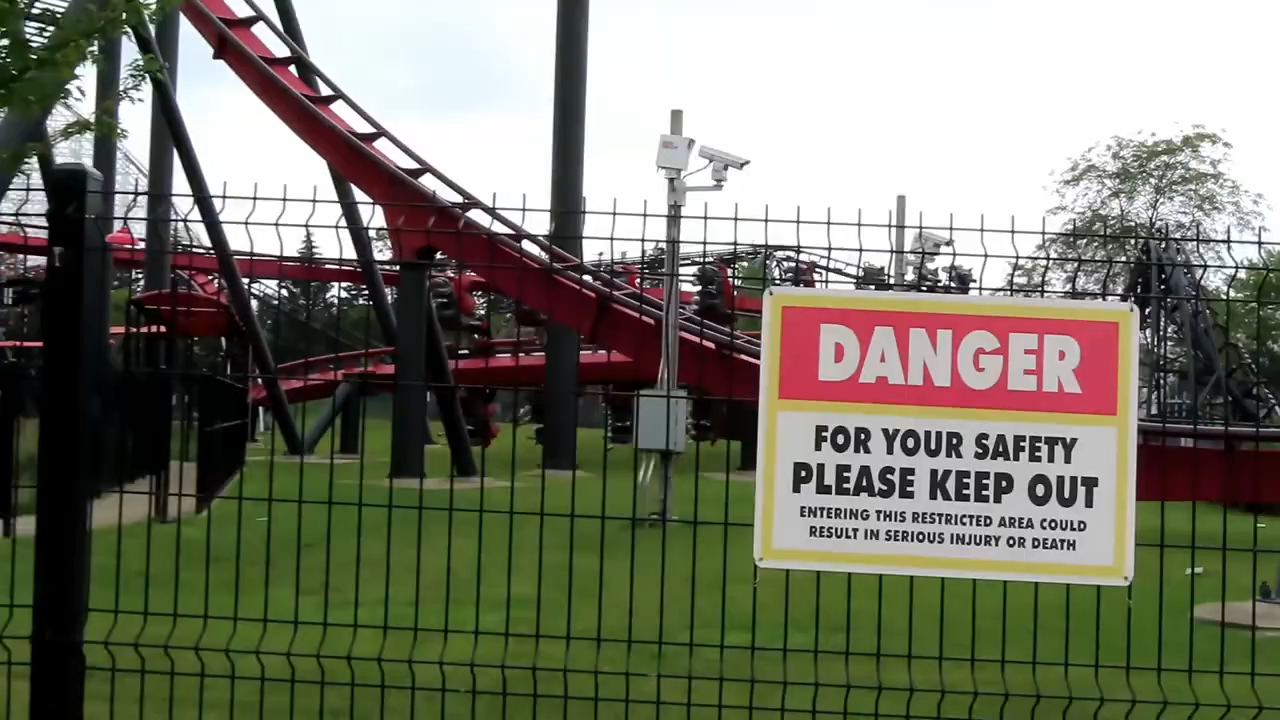 DANGER
FOR YOUR SAFETY
PLEASE KEEP OUT
ENTERING THIS RESTRICTED AREA COULD
RESULT IN SERIOUS INJURY OR DEATH